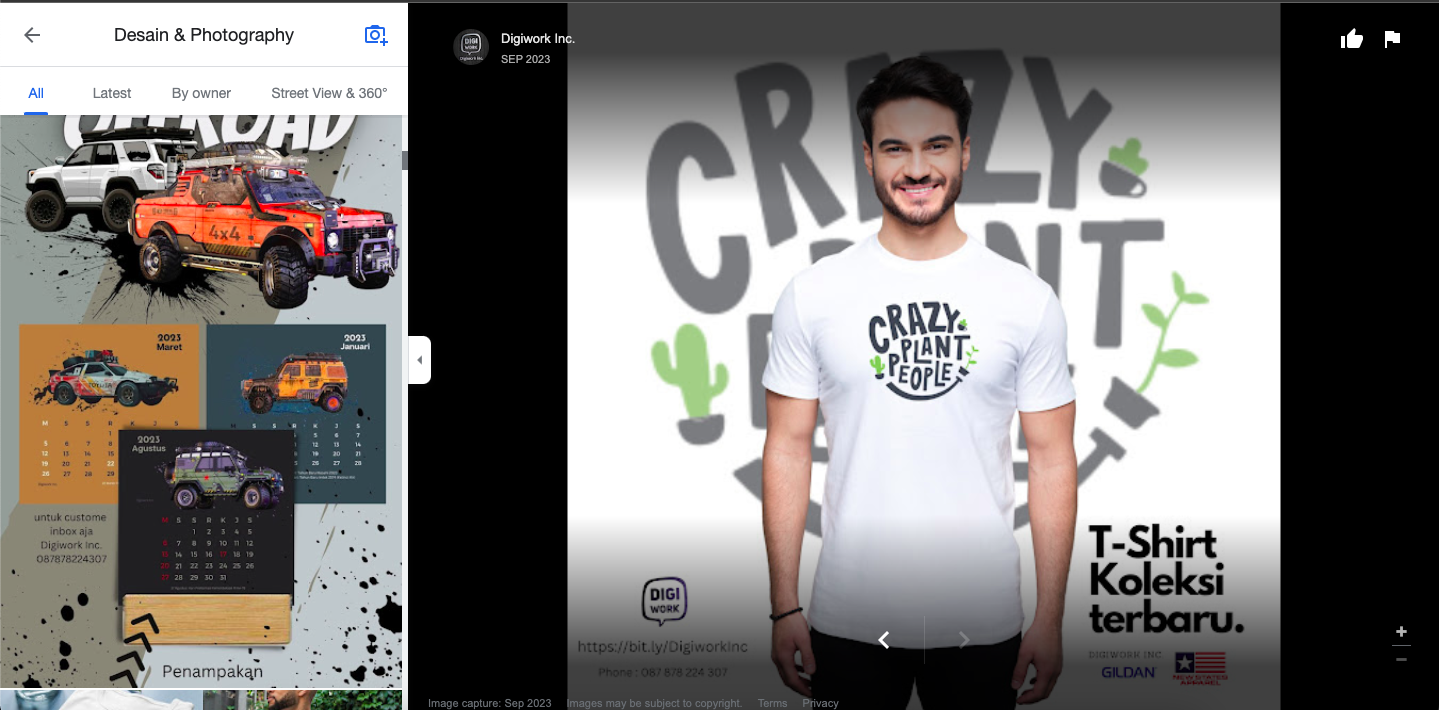 Desain & Photography
All
Latest
By owner
Street View & 360°
OFFROAD
4x4
2023
Maret
2023
Januari
M S S R K J S
2023
Agustus
M S S R K J S
1 2 3 4 5
6 7 8 9 10 11 12
13 14 15 16 17 18 19
20 21 22 23 24 25 26
27 28 29 30 31
untuk custome
inbox aja
Digiwork Inc.
087878224307
Penampakan
DIGI
WORK
Digiwork Inc.
SEP 2023
CRAZY
PLANT
PEOPLE
CRAZY
PLANT
PEOPLE
T-Shirt
Koleksi
terbaru.
DIGIWORK INC
GILDAN
NEW STATES
APPAREL
DIGI
WORK
https://bit.ly/DigiworkInc
Phone : 087 878 224 307
Image capture: Sep 2023 Images may be subject to copyright. Terms Privacy